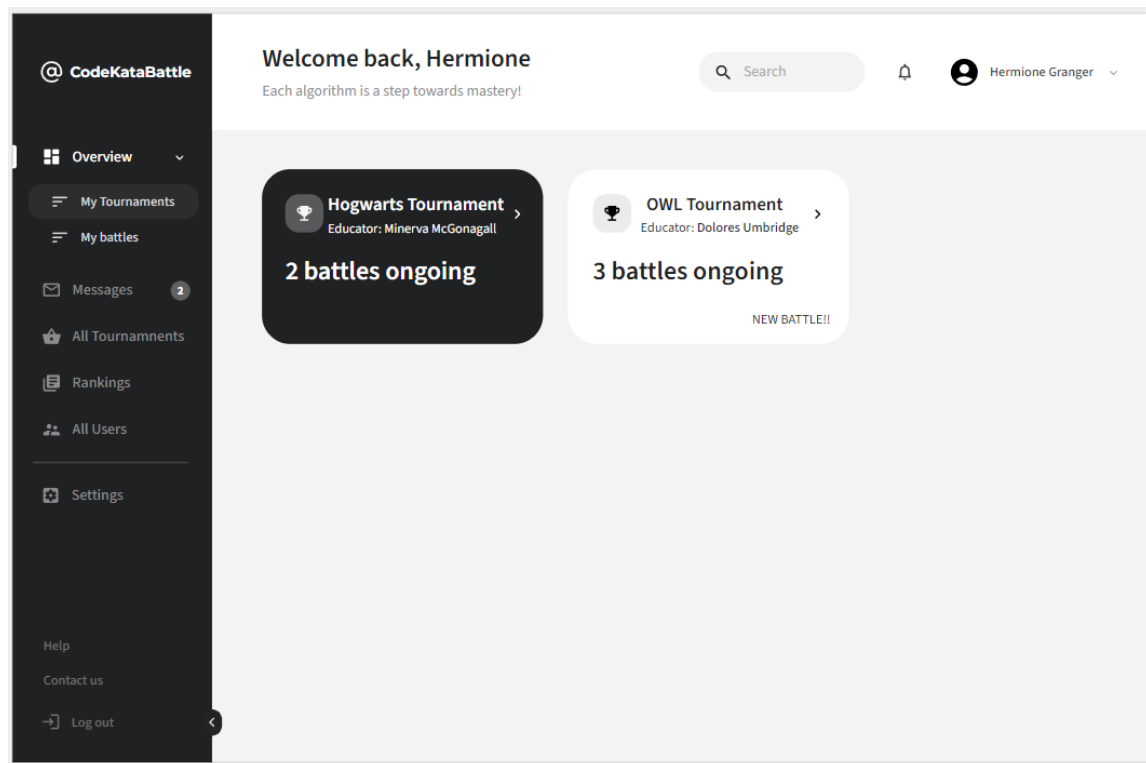 @ CodeKataBattle
Overview
My Tournaments
My battles
Messages 2
All Tournamnents
Rankings
All Users
Settings
Help
Contact us
Log out
Welcome back, Hermione
Each algorithm is a step towards mastery!
Search
Hermione Granger
Hogwarts Tournament
Educator: Minerva McGonagall
2 battles ongoing
OWL Tournament
Educator: Dolores Umbridge
3 battles ongoing
NEW BATTLE!!